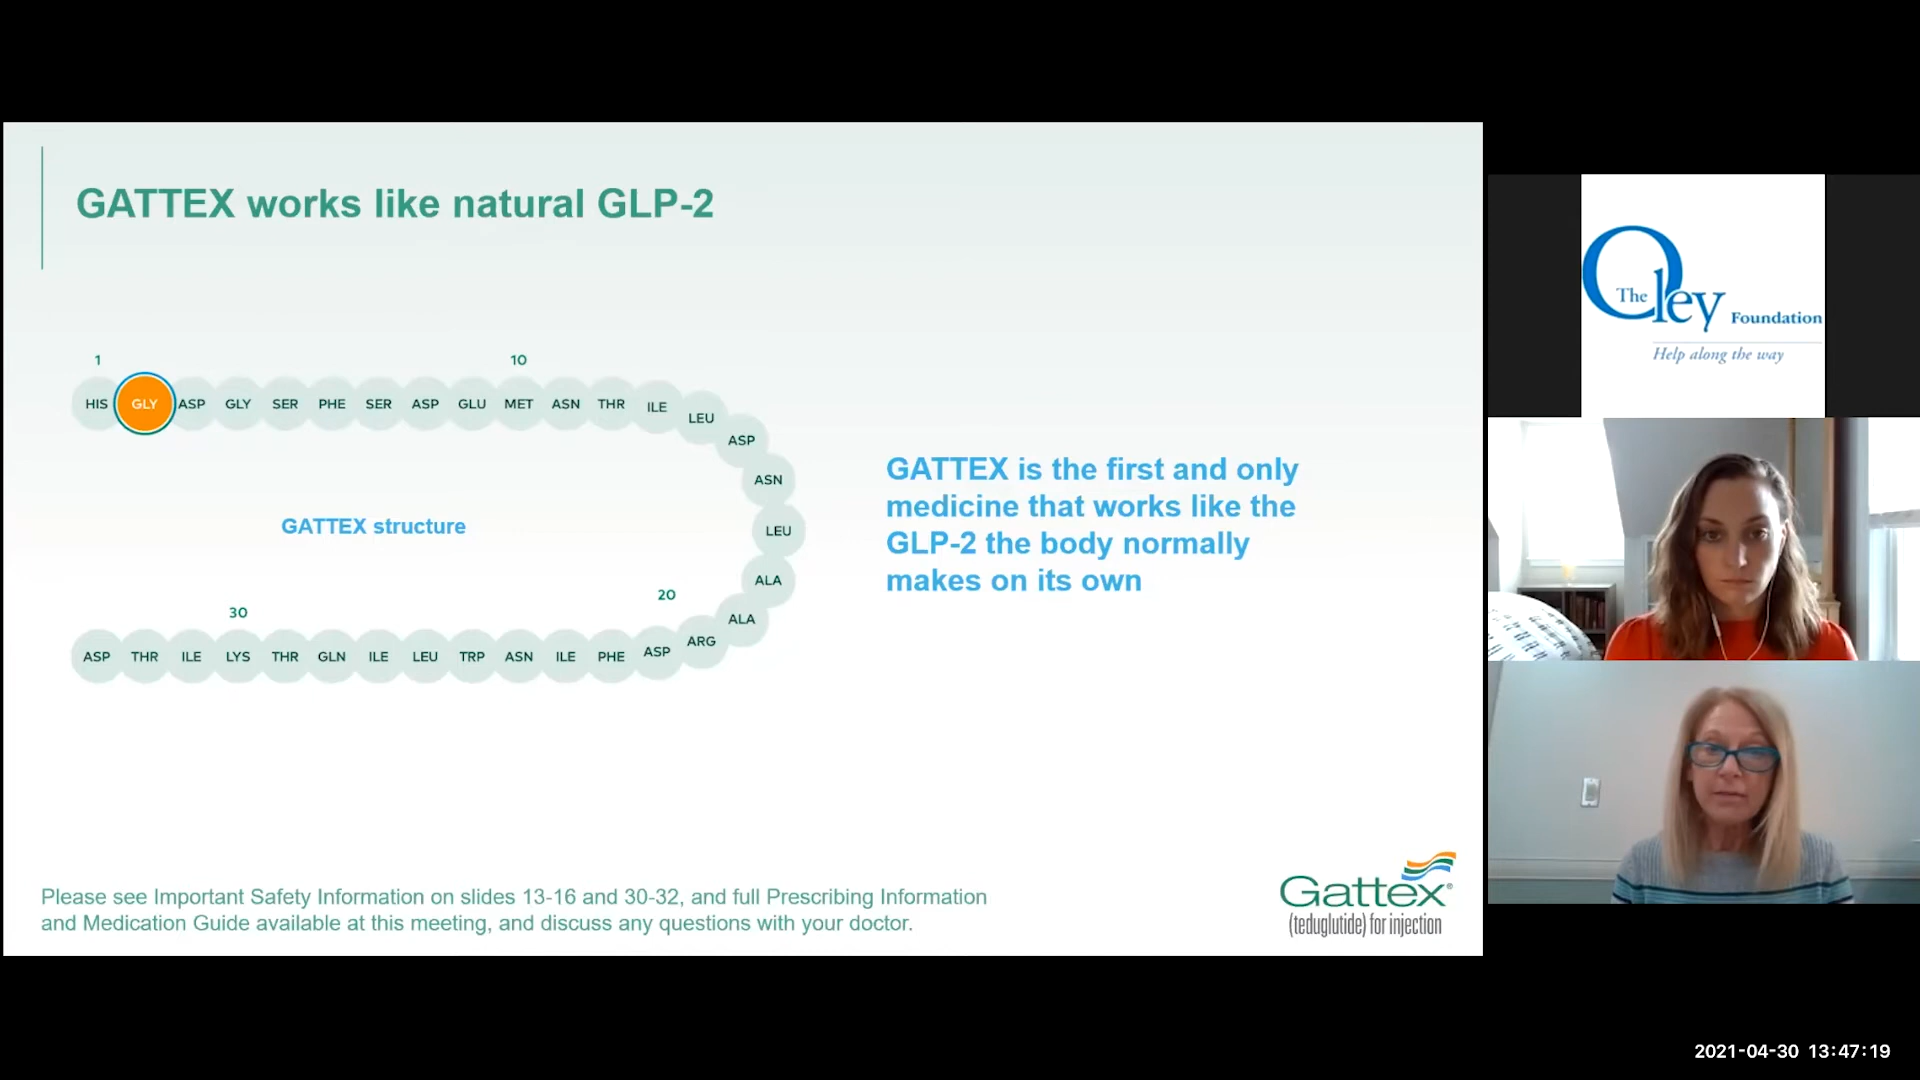 GATTEX works like natural GLP-2
1
10
HIS GLY ASP GLY SER PHE SER ASP GLU MET ASN THR ILE LEU ASP ASN LEU ALA ALA
GATTEX structure
20
30
ASP THR ILE LYS THR GLN ILE LEU TRP ASN ILE PHE ASP ARG
GATTEX is the first and only
medicine that works like the
GLP-2 the body normally
makes on its own
Please see Important Safety Information on slides 13-16 and 30-32, and full Prescribing Information
and Medication Guide available at this meeting, and discuss any questions with your doctor.
Gattex®
(teduglutide) for injection
The Oley Foundation
Help along the way
2021-04-30 13:47:19